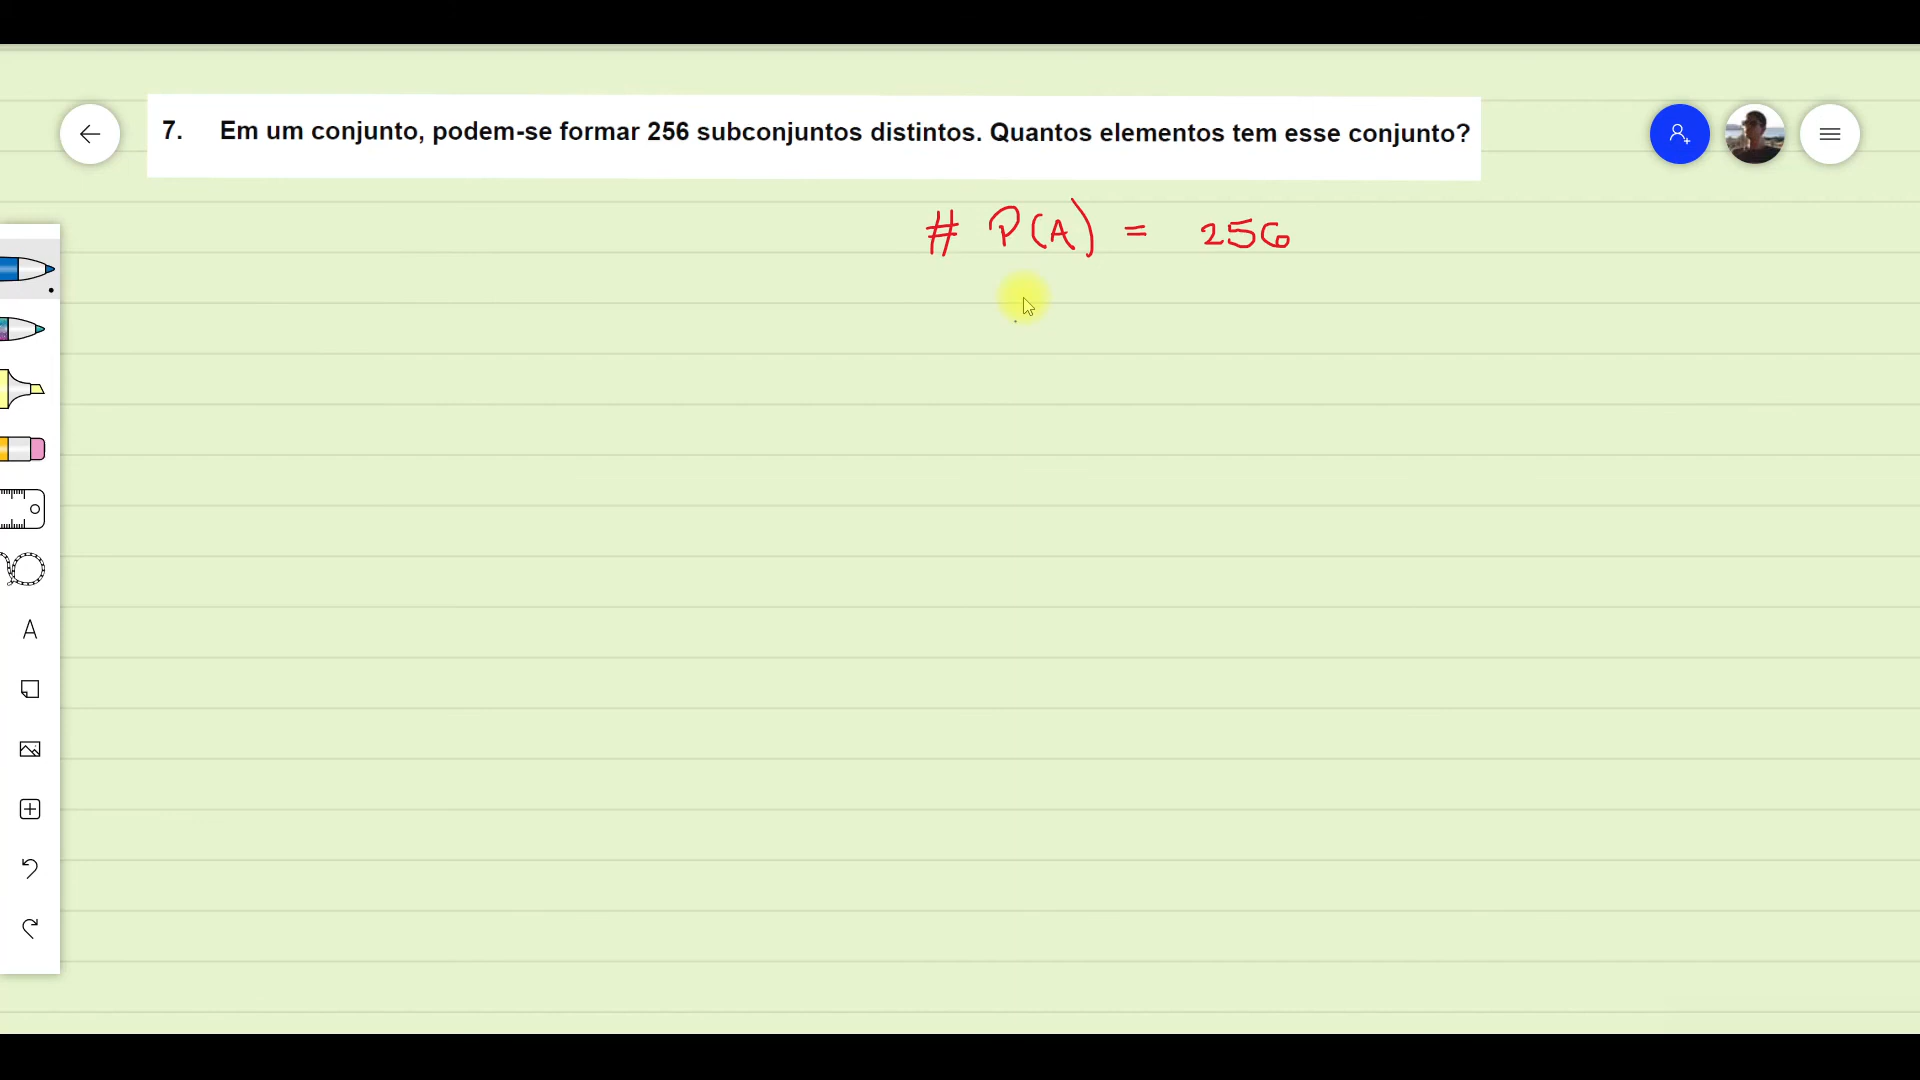 7. Em um conjunto, podem-se formar 256 subconjuntos distintos. Quantos elementos tem esse conjunto?
# P(A) = 256
A